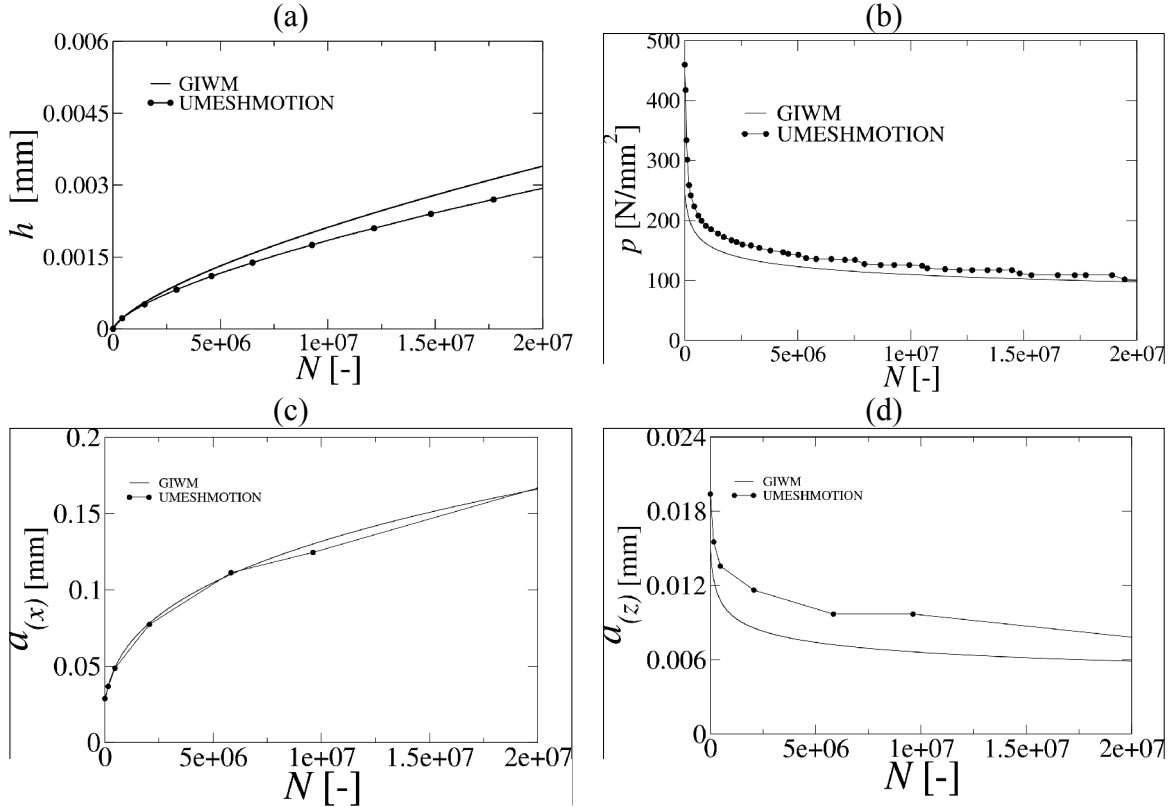 (a)
0.006
0.0045
0.003
0.0015
0
h [mm]
GIWM
UMESHMOTION
0
5e+06
1e+07
1.5e+07
2e+07
N [-]
(b)
500
400
300
200
100
0
p [N/mm²]
GIWM
UMESHMOTION
0
5e+06
1e+07
1.5e+07
2e+07
N [-]
(c)
0.2
0.15
0.1
0.05
0
a(x) [mm]
GIWM
UMESHMOTION
0
5e+06
1e+07
1.5e+07
2e+07
N [-]
(d)
0.024
0.018
0.012
0.006
0
a(z) [mm]
GIWM
UMESHMOTION
0
5e+06
1e+07
1.5e+07
2e+07
N [-]